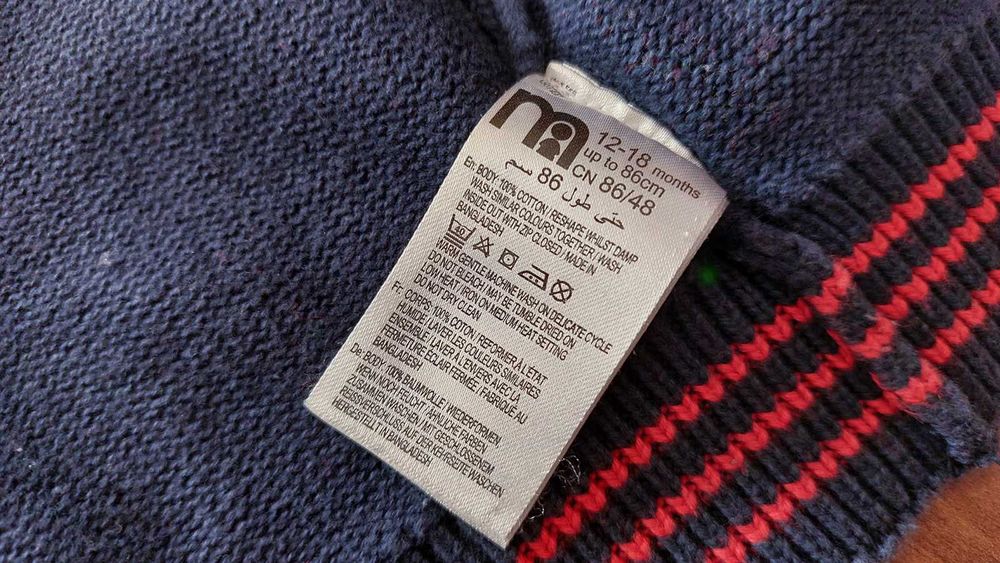 12-18 months
up to 86cm
CN 86/48
حتى طول 86 سم
En: BODY: 100% COTTON / RESHAPE WHILST DAMP
WASH SIMILAR COLOURS TOGETHER / WASH
INSIDE OUT WITH ZIP CLOSED / MADE IN
BANGLADESH
WARM GENTLE MACHINE WASH ON DELICATE CYCLE
DO NOT BLEACH MAY BE TUMBLE DRIED ON
LOW HEAT IRON ON MEDIUM HEAT SETTING
DO NOT DRY CLEAN
Fr: CORPS: 100% COTON / REFORMER À L'ÉTAT
HUMIDE / LAVER LES COULEURS SIMILAIRES
ENSEMBLE / LAVER À L'ENVERS AVEC LA
FERMETURE ÉCLAIR FERMÉE. FABRIQUÉ AU
BANGLADESH
De: BODY: 100% BAUMWOLLE / WIEDERFORMEN
WENN NOCH FEUCHT / ÄHNLICHE FARBEN
ZUSAMMEN WASCHEN / MIT GESCHLOSSENEM
REISSVERSCHLUSS AUF DER KEHRSEITE WASCHEN
/ HERGESTELLT IN BANGLADESH